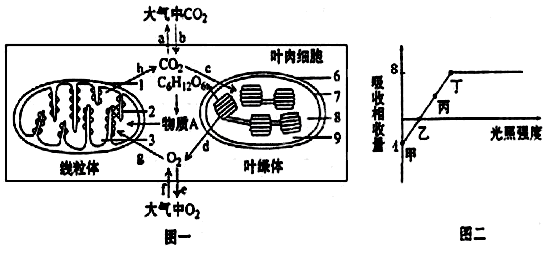 大气中CO2
a b
叶肉细胞
h CO2 c
C6H12O6
1
6
7
2
物质A
8
3
9
g O2 d
线粒体
叶绿体
f e
大气中O2
图一
8
吸收相收量
丁
丙
乙
光照强度
1
甲
图二